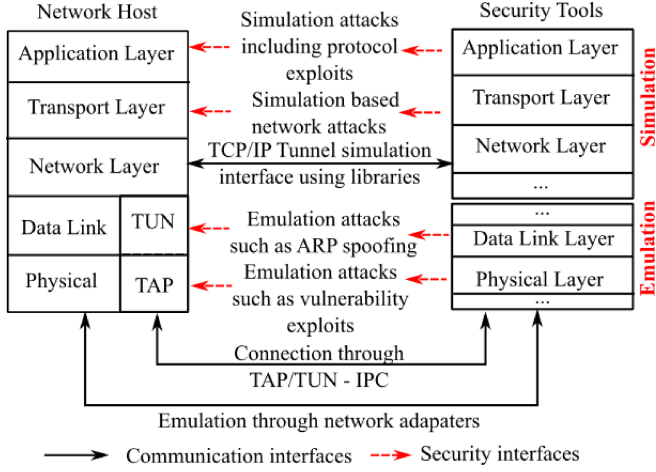 Network Host
Application Layer
Transport Layer
Network Layer
Data Link
TUN
Physical
TAP
Simulation attacks
including protocol
exploits
Simulation based
network attacks
TCP/IP Tunnel simulation
interface using libraries
Emulation attacks
such as ARP spoofing
Emulation attacks
such as vulnerability
exploits
Connection through
TAP/TUN - IPC
Emulation through network adapaters
Security Tools
Application Layer
Transport Layer
Network Layer
...
...
Data Link Layer
Physical Layer
...
Simulation
Emulation
Communication interfaces
Security interfaces